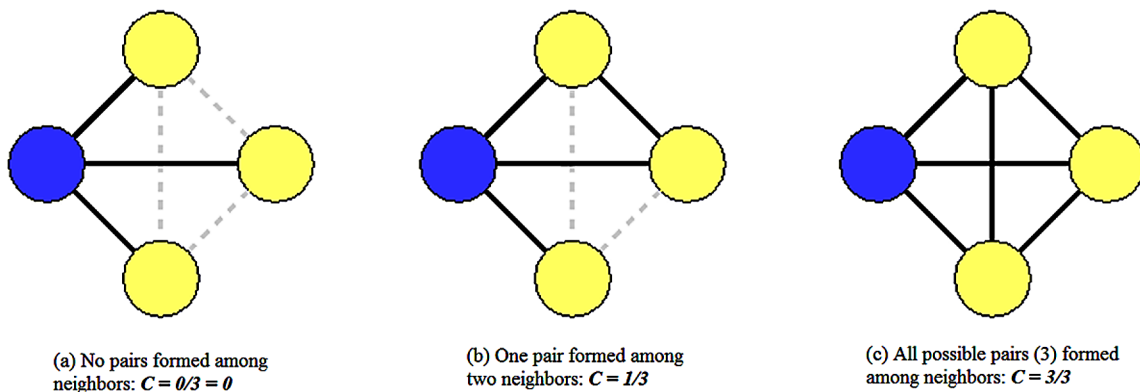 (a) No pairs formed among
neighbors: C = 0/3 = 0
(b) One pair formed among
two neighbors: C = 1/3
(c) All possible pairs (3) formed
among neighbors: C = 3/3